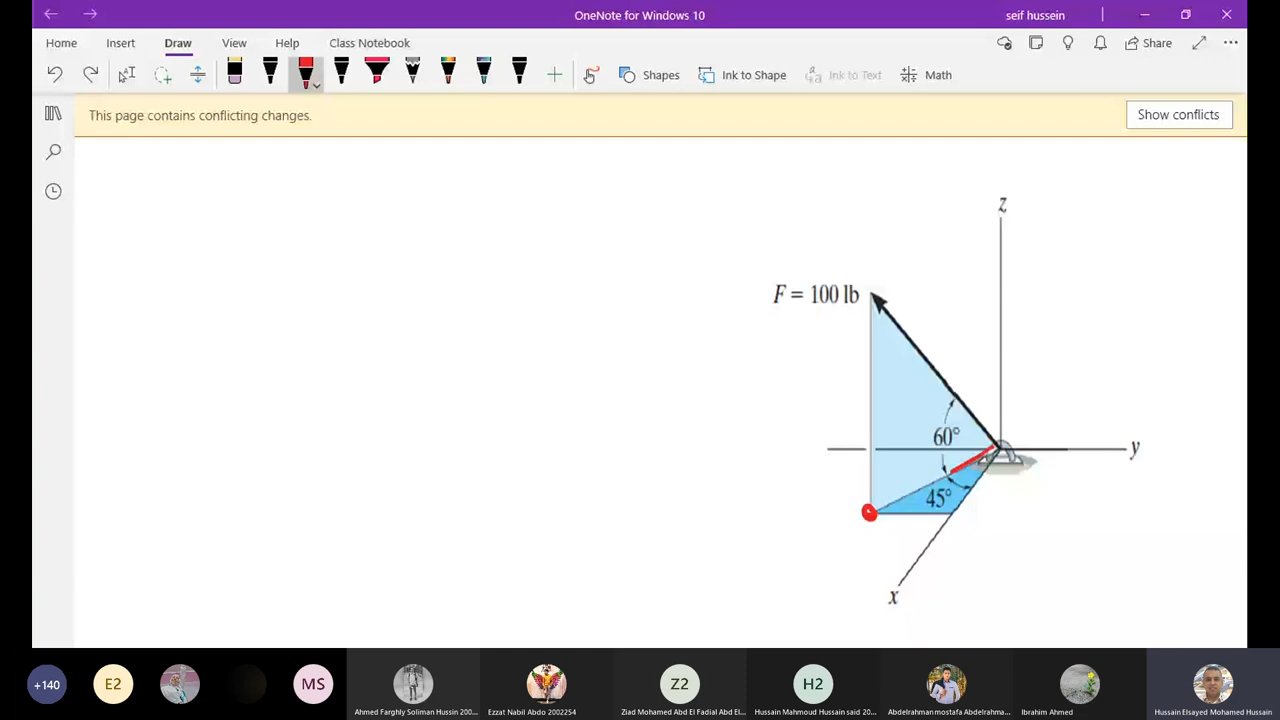 OneNote for Windows 10
seif hussein
Home Insert Draw View Help Class Notebook
Share
Shapes Ink to Shape Ink to Text Math
This page contains conflicting changes.
Show conflicts
z
F = 100 lb
60°
y
45°
x
+140 E2 MS Z2 H2
Ahmed Farghly Soliman Hussin 200...
Ezzat Nabil Abdo 2002254
Ziad Mohamed Abd El Fadial Abd El...
Hussain Mahmoud Hussain said 20...
Abdelrahman mostafa Abdelrahma...
Ibrahim Ahmed
Hussain Elsayed Mohamed Hussain